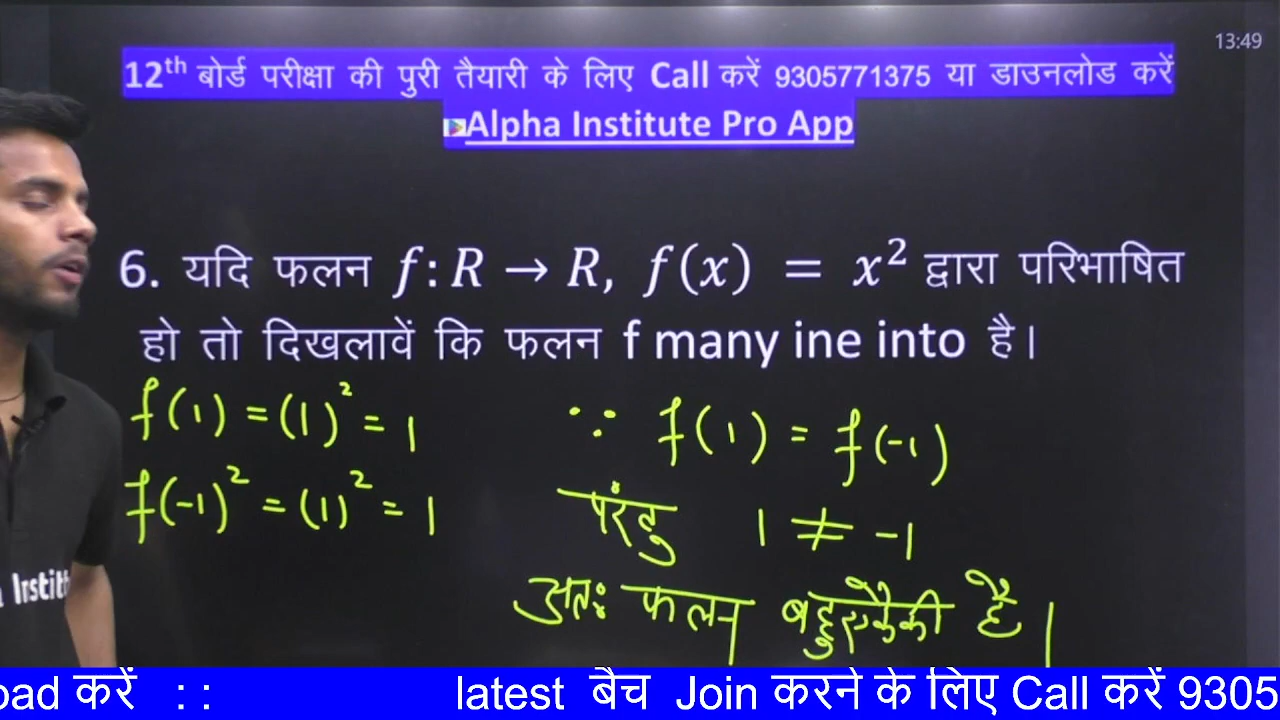 13:49
12th बोर्ड परीक्षा की पुरी तैयारी के लिए Call करें 9305771375 या डाउनलोड करें
Alpha Institute Pro App
6. यदि फलन f: R → R, f(x) = x² द्वारा परिभाषित
हो तो दिखलावें कि फलन f many ine into है।
f(1) = (1)² = 1
f(-1)² = (1)² = 1
∵ f(1) = f(-1)
परंतु 1 ≠ -1
अतः फलन बहुएकैकी है।
oad करें : : latest बैच Join करने के लिए Call करें 9305